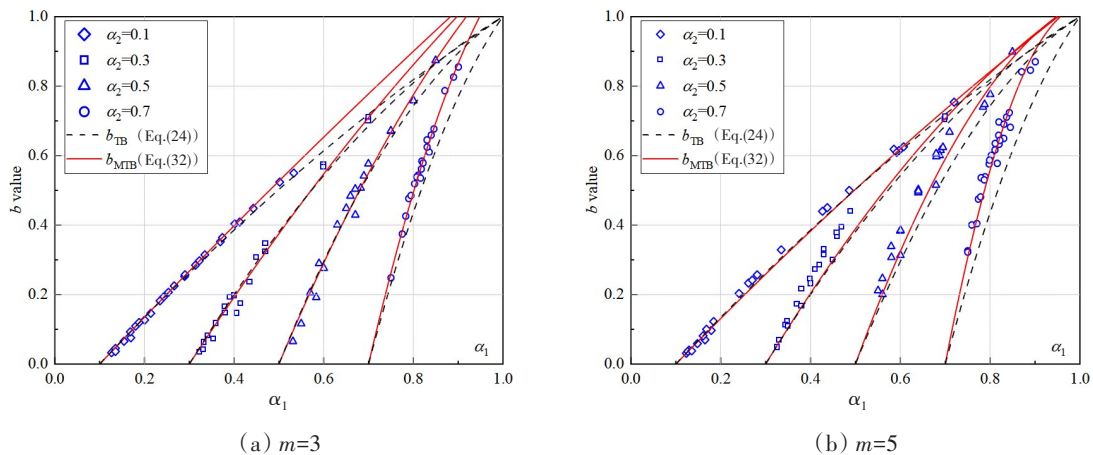 1.0
0.8
0.6
0.4
0.2
0.0
b value
α₂=0.1
α₂=0.3
α₂=0.5
α₂=0.7
b_TB （Eq.(24)）
b_MTB(Eq.(32)）
α₁
0.0 0.2 0.4 0.6 0.8 1.0
α₁
（a）m=3
1.0
0.8
0.6
0.4
0.2
0.0
b value
α₂=0.1
α₂=0.3
α₂=0.5
α₂=0.7
b_TB （Eq.(24)）
b_MTB（Eq.(32)）
α₁
0.0 0.2 0.4 0.6 0.8 1.0
α₁
（b）m=5